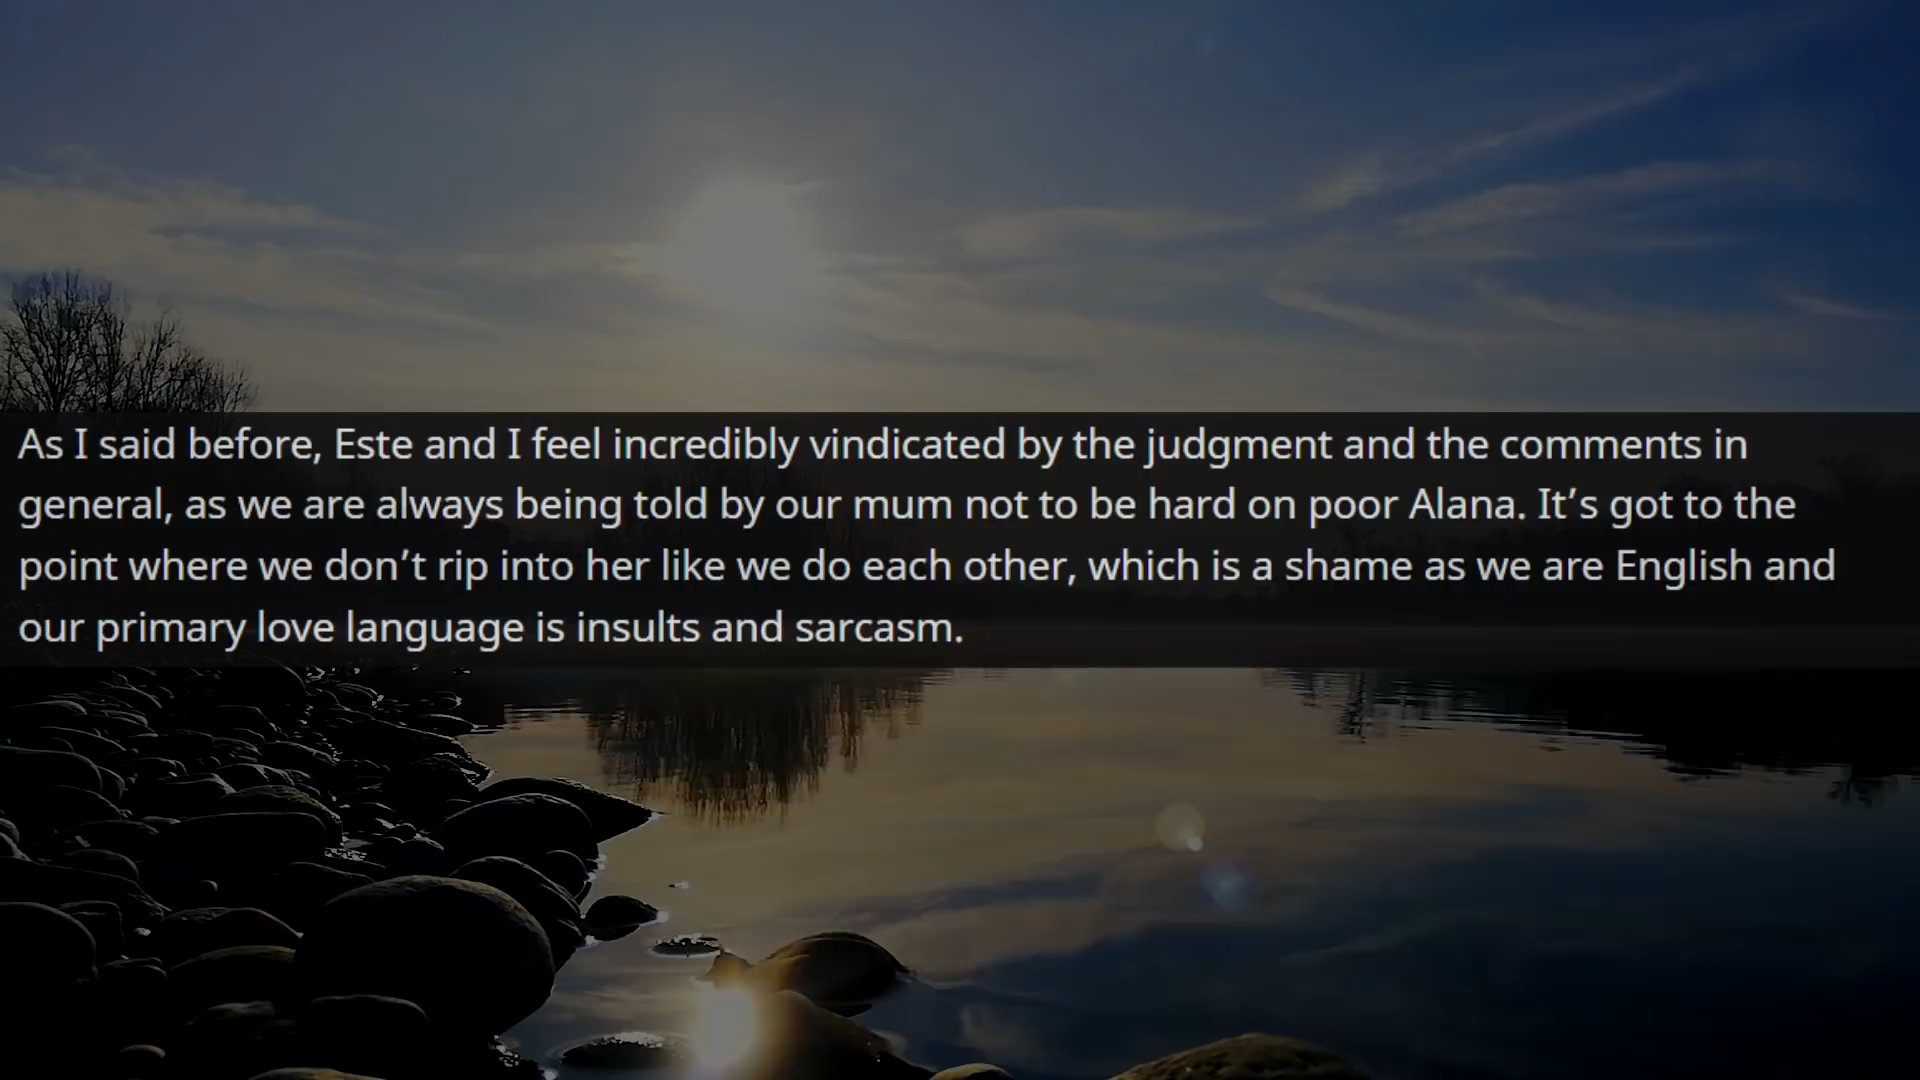 As I said before, Este and I feel incredibly vindicated by the judgment and the comments in
general, as we are always being told by our mum not to be hard on poor Alana. It’s got to the
point where we don’t rip into her like we do each other, which is a shame as we are English and
our primary love language is insults and sarcasm.